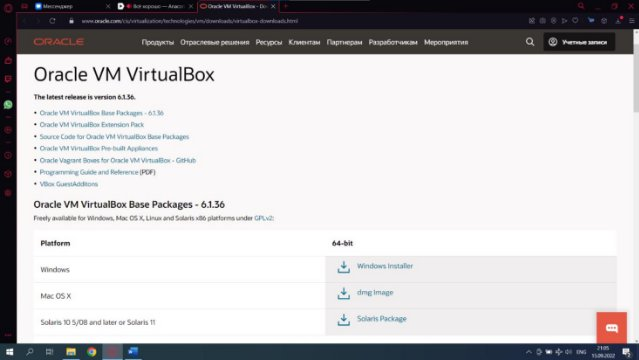 Мессенджер
Всё хорошо — Anaco
Oracle VM VirtualBox - Do
www.oracle.com/cis/virtualization/technologies/vm/downloads/virtualbox-downloads.html
ORACLE
Продукты Отраслевые решения Ресурсы Клиентам Партнерам Разработчикам Мероприятия
Учетные записи
Oracle VM VirtualBox
The latest release is version 6.1.36.
• Oracle VM VirtualBox Base Packages - 6.1.36
• Oracle VM VirtualBox Extension Pack
• Source Code for Oracle VM VirtualBox Base Packages
• Oracle VM VirtualBox Pre-built Appliances
• Oracle Vagrant Boxes for Oracle VM VirtualBox - GitHub
• Programming Guide and Reference (PDF)
• VBox GuestAdditions
Oracle VM VirtualBox Base Packages - 6.1.36
Freely available for Windows, Mac OS X, Linux and Solaris x86 platforms under GPLv2:
Platform 64-bit
Windows Windows Installer
Mac OS X dmg Image
Solaris 10 5/08 and later or Solaris 11 Solaris Package
ENG
21:05
15.09.2022